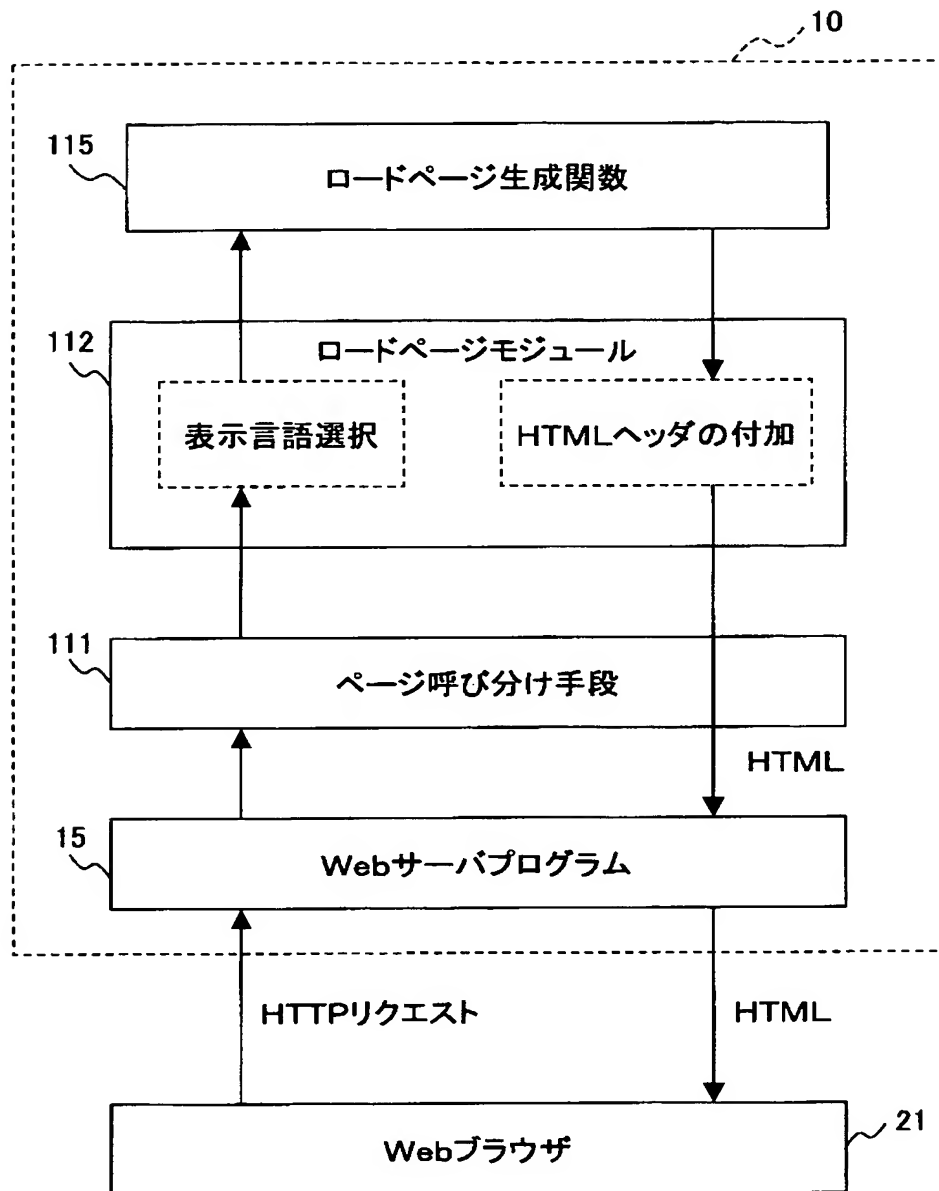 10
115
ロードページ生成関数
112
ロードページモジュール
表示言語選択
HTMLヘッダの付加
111
ページ呼び分け手段
HTML
15
Webサーバプログラム
HTTPリクエスト
HTML
Webブラウザ
21